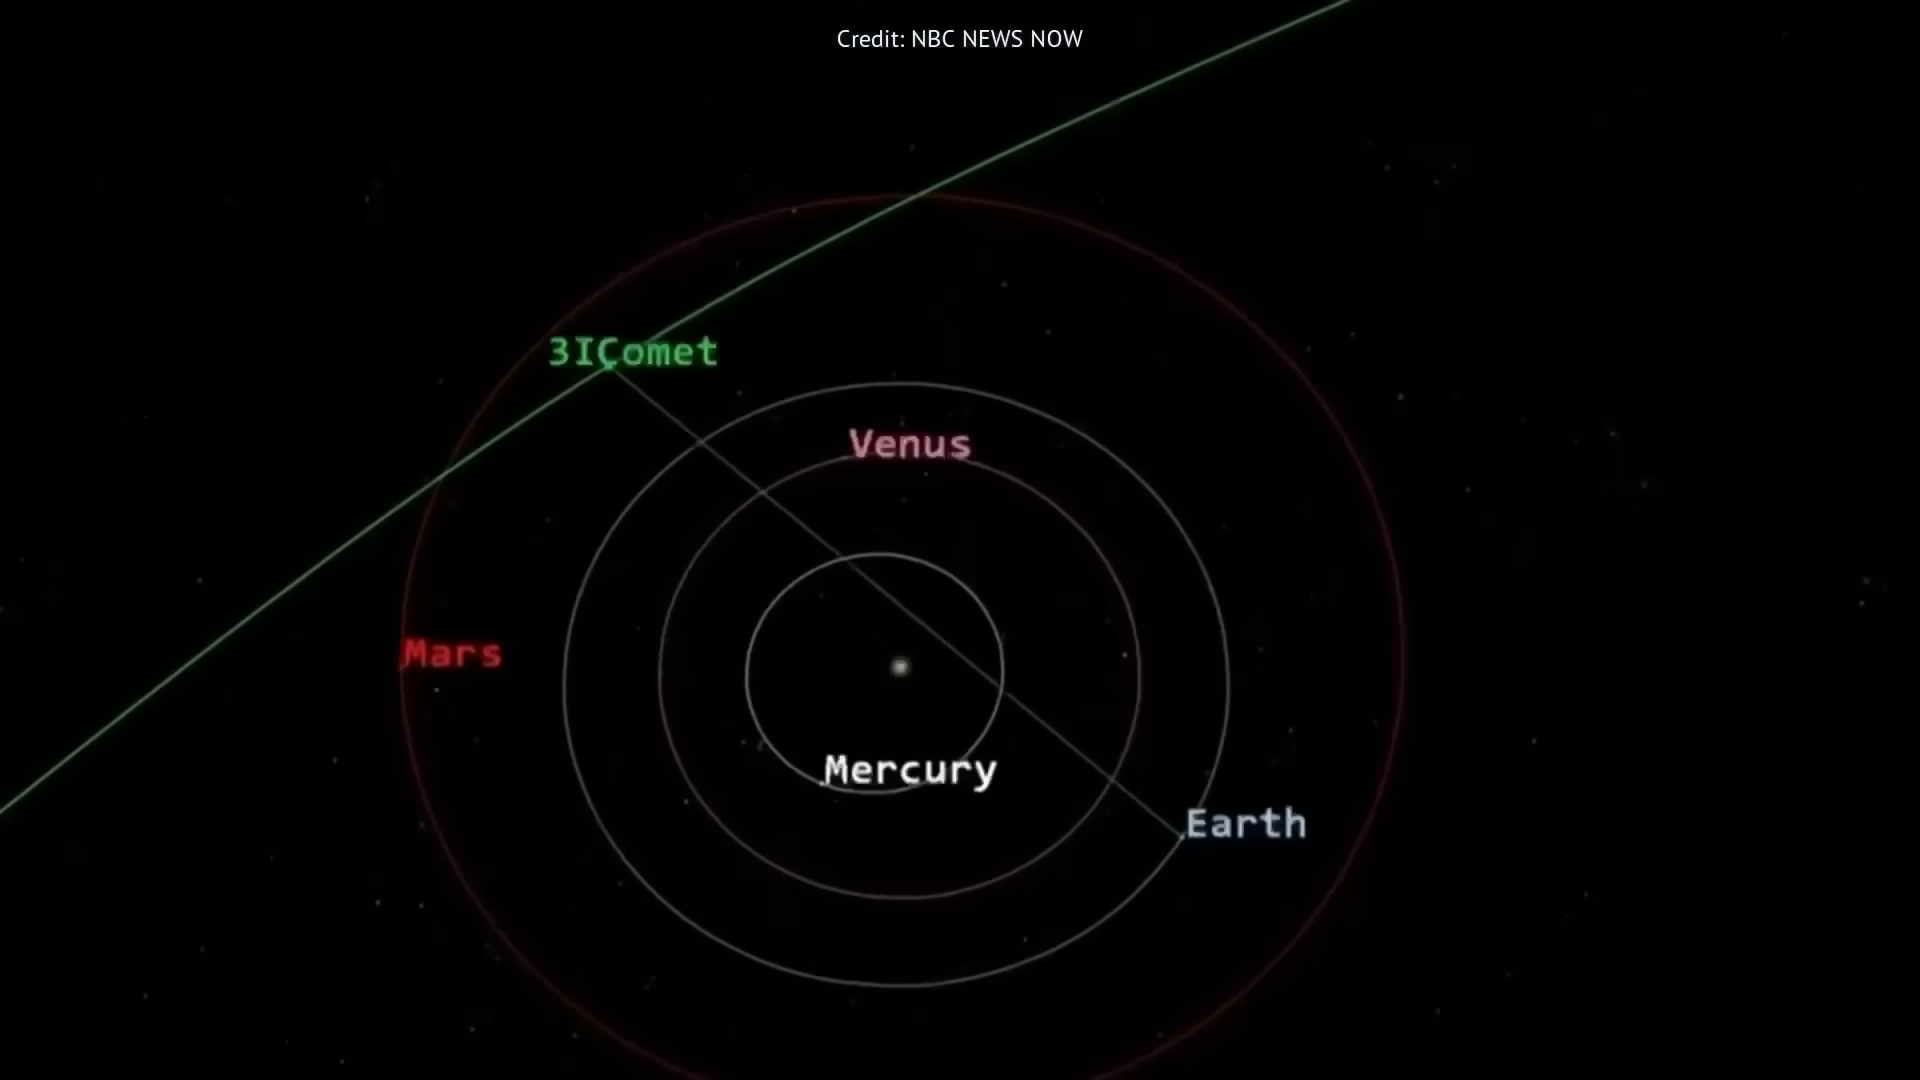 Credit: NBC NEWS NOW
3IComet
Venus
Mars
Mercury
Earth